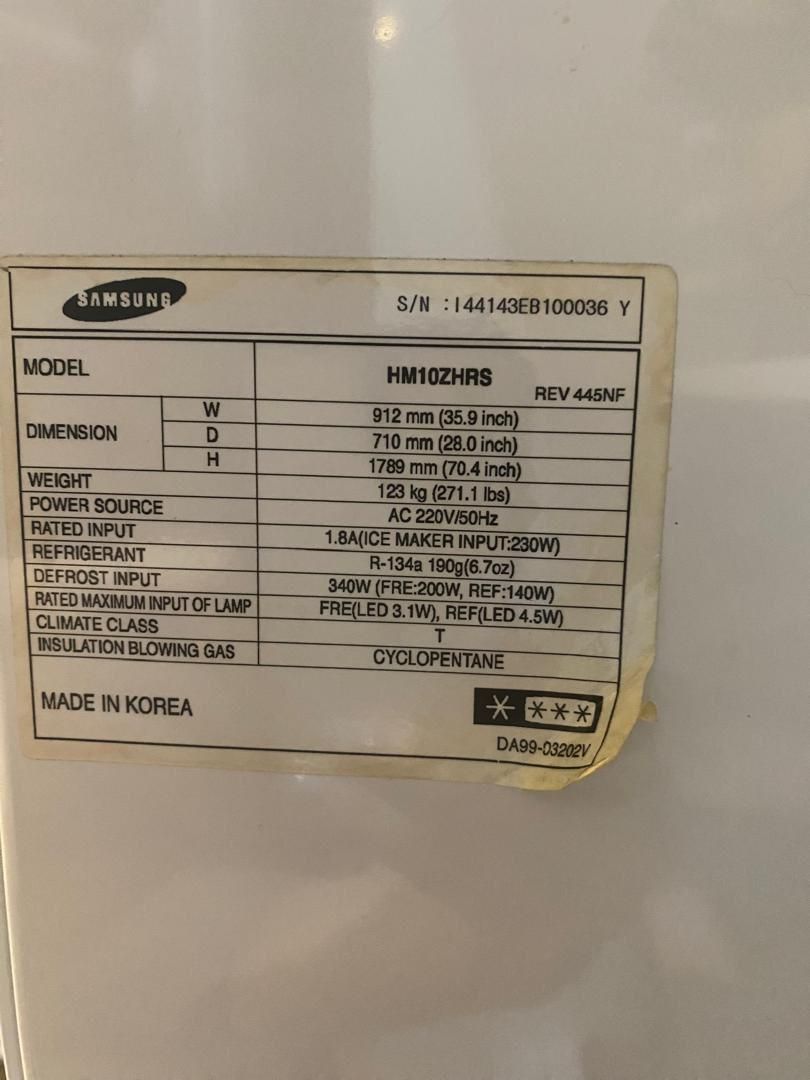 SAMSUNG
S/N :I44143EB100036 Y
MODEL
HM10ZHRS
REV 445NF
DIMENSION
W 912 mm (35.9 inch)
D 710 mm (28.0 inch)
H 1789 mm (70.4 inch)
WEIGHT 123 kg (271.1 lbs)
POWER SOURCE AC 220V/50Hz
RATED INPUT 1.8A(ICE MAKER INPUT:230W)
REFRIGERANT R-134a 190g(6.7oz)
DEFROST INPUT 340W (FRE:200W, REF:140W)
RATED MAXIMUM INPUT OF LAMP FRE(LED 3.1W), REF(LED 4.5W)
CLIMATE CLASS T
INSULATION BLOWING GAS CYCLOPENTANE
MADE IN KOREA
DA99-03202V